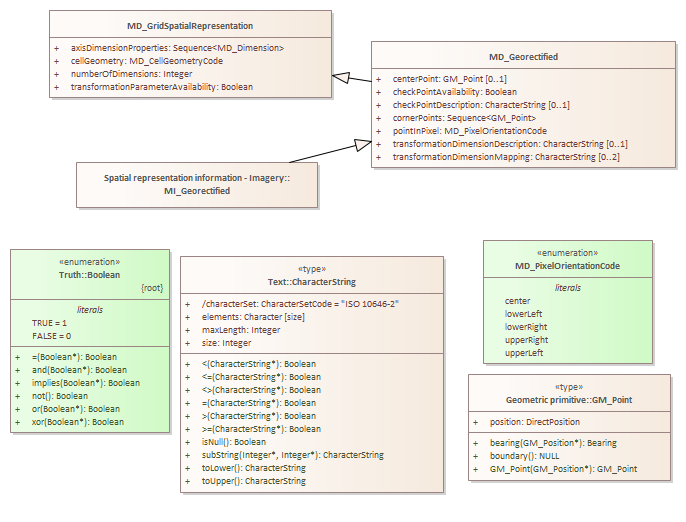 MD_GridSpatialRepresentation
+ axisDimensionProperties: Sequence<MD_Dimension>
+ cellGeometry: MD_CellGeometryCode
+ numberOfDimensions: Integer
+ transformationParameterAvailability: Boolean
MD_Georectified
+ centerPoint: GM_Point [0..1]
+ checkPointAvailability: Boolean
+ checkPointDescription: CharacterString [0..1]
+ cornerPoints: Sequence<GM_Point>
+ pointInPixel: MD_PixelOrientationCode
+ transformationDimensionDescription: CharacterString [0..1]
+ transformationDimensionMapping: CharacterString [0..2]
Spatial representation information - Imagery::
MI_Georectified
«enumeration»
Truth::Boolean
{root}
literals
TRUE = 1
FALSE = 0
+ =(Boolean*): Boolean
+ and(Boolean*): Boolean
+ implies(Boolean*): Boolean
+ not(): Boolean
+ or(Boolean*): Boolean
+ xor(Boolean*): Boolean
«type»
Text::CharacterString
+ /characterSet: CharacterSetCode = "ISO 10646-2"
+ elements: Character [size]
+ maxLength: Integer
+ size: Integer
+ <(CharacterString*): Boolean
+ <=(CharacterString*): Boolean
+ <>(CharacterString*): Boolean
+ =(CharacterString*): Boolean
+ >(CharacterString*): Boolean
+ >=(CharacterString*): Boolean
+ isNull(): Boolean
+ subString(Integer*, Integer*): CharacterString
+ toLower(): CharacterString
+ toUpper(): CharacterString
«enumeration»
MD_PixelOrientationCode
literals
center
lowerLeft
lowerRight
upperRight
upperLeft
«type»
Geometric primitive::GM_Point
+ position: DirectPosition
+ bearing(GM_Position*): Bearing
+ boundary(): NULL
+ GM_Point(GM_Position*): GM_Point